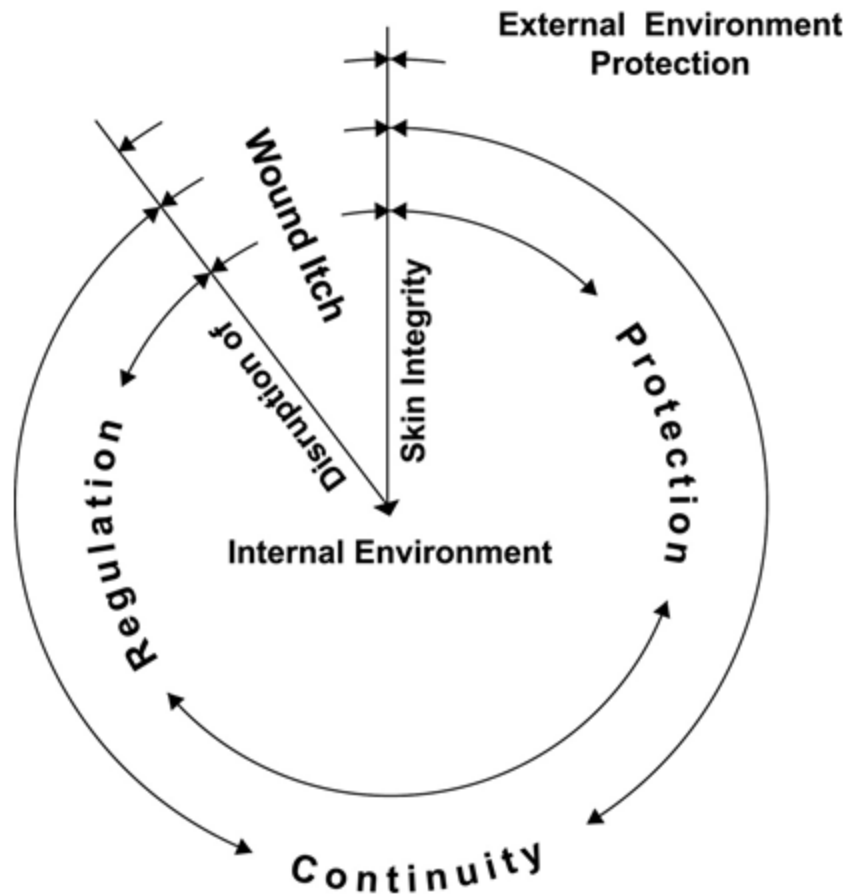 External Environment
Protection
Wound Itch
Disruption of
Skin Integrity
Protection
Regulation
Internal Environment
Continuity